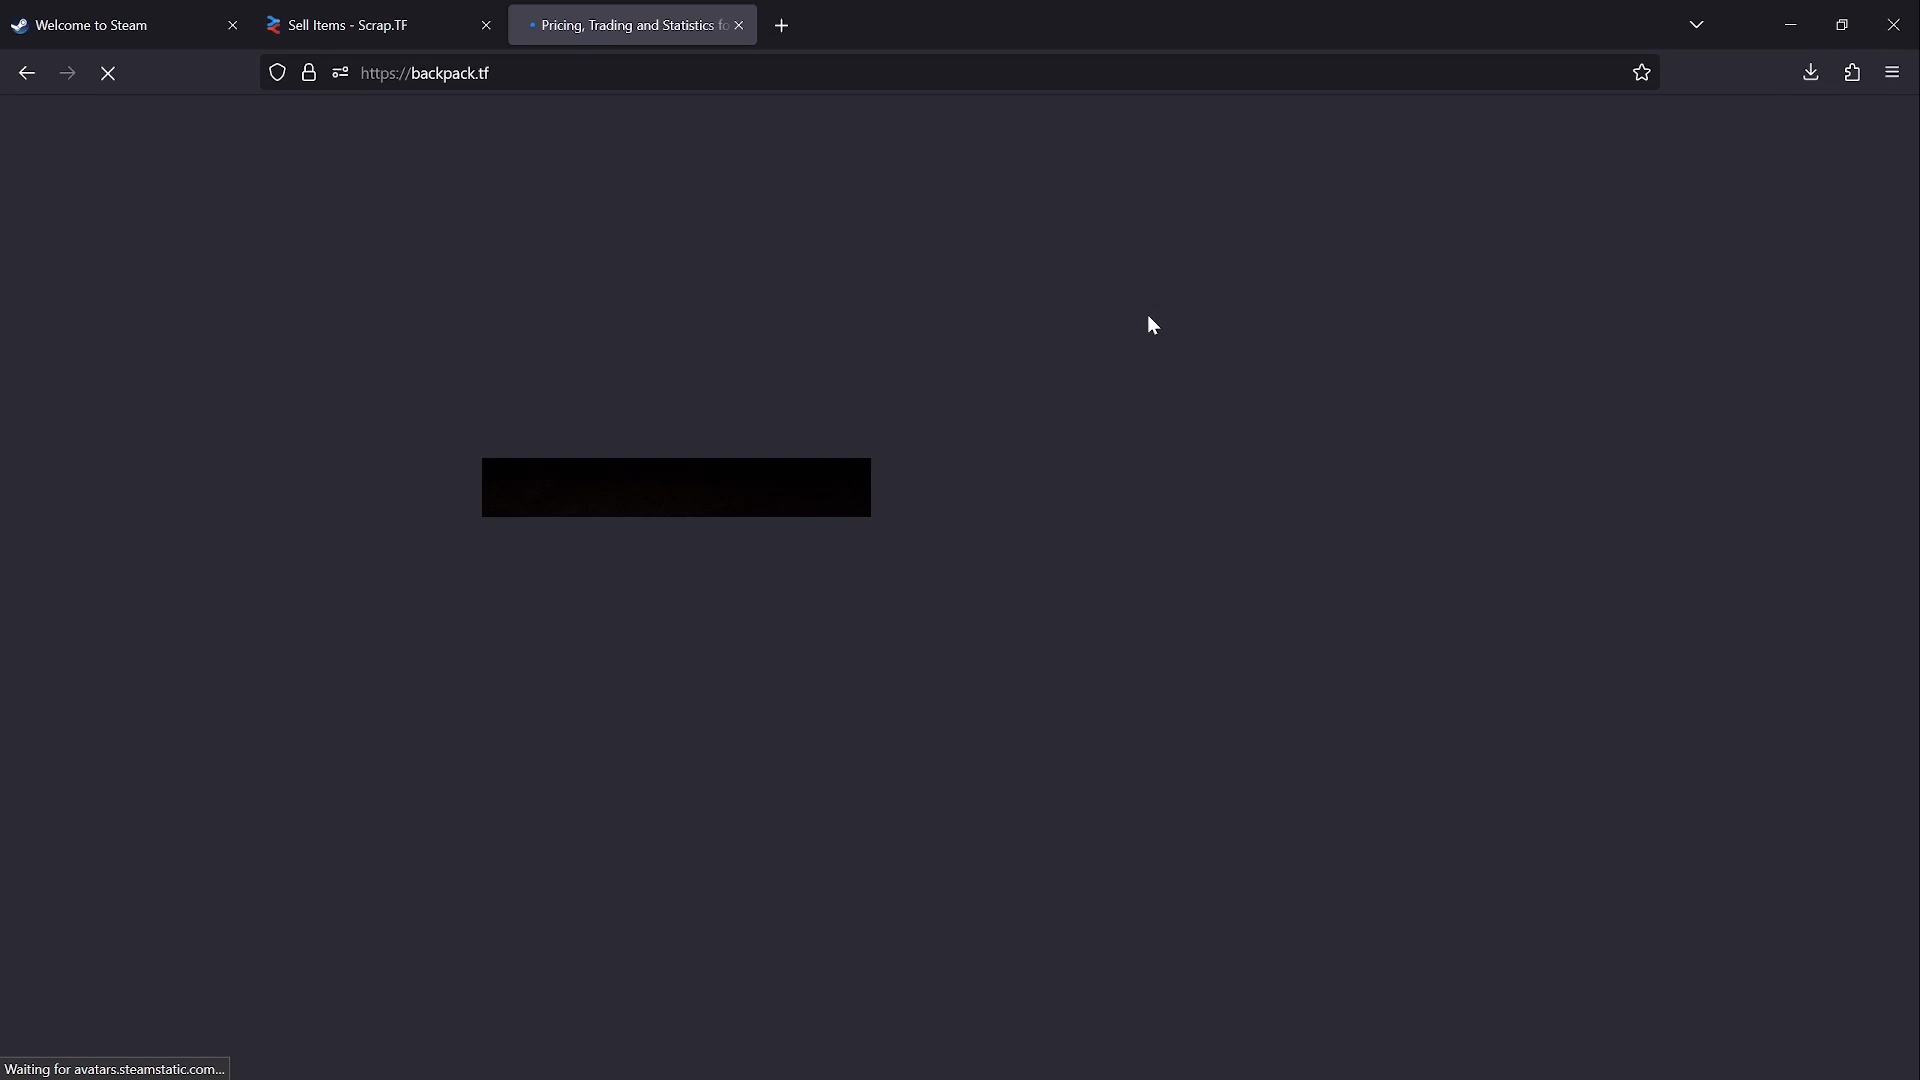 Welcome to Steam
Sell Items - Scrap.TF
Pricing, Trading and Statistics fo
https://backpack.tf
Waiting for avatars.steamstatic.com...